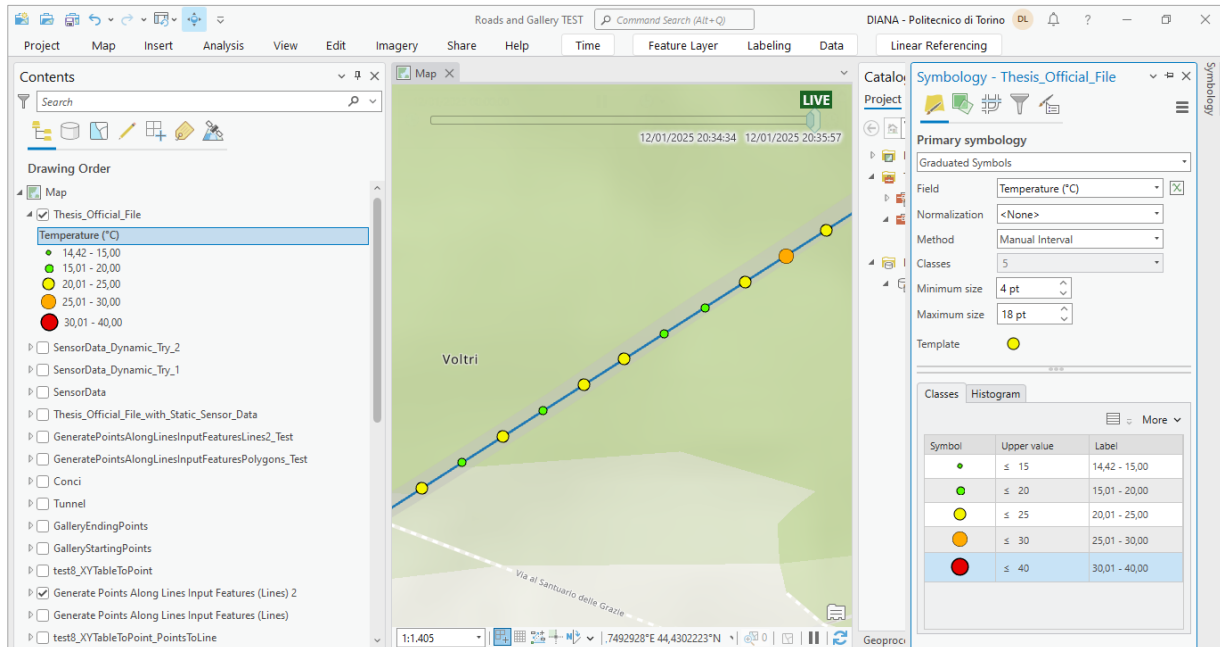 Roads and Gallery TEST
Command Search (Alt+Q)
DIANA - Politecnico di Torino
DL
?
Project Map Insert Analysis View Edit Imagery Share Help Time Feature Layer Labeling Data Linear Referencing
Contents
Search
Drawing Order
Map
Thesis_Official_File
Temperature (°C)
14,42 - 15,00
15,01 - 20,00
20,01 - 25,00
25,01 - 30,00
30,01 - 40,00
SensorData_Dynamic_Try_2
SensorData_Dynamic_Try_1
SensorData
Thesis_Official_File_with_Static_Sensor_Data
GeneratePointsAlongLinesInputFeaturesLines2_Test
GeneratePointsAlongLinesInputFeaturesPolygons_Test
Conci
Tunnel
GalleryEndingPoints
GalleryStartingPoints
test8_XYTableToPoint
Generate Points Along Lines Input Features (Lines) 2
Generate Points Along Lines Input Features (Lines)
test8_XYTableToPoint_PointsToLine
Map
LIVE
12/01/2025 20:34:34 12/01/2025 20:35:57
Voltri
Via al Santuario delle Grazie
1:1.405
.7492928°E 44,4302223°N
0
Catalo
Project
Geoproc
Symbology - Thesis_Official_File
Primary symbology
Graduated Symbols
Field Temperature (°C)
Normalization <None>
Method Manual Interval
Classes 5
Minimum size 4 pt
Maximum size 18 pt
Template
Classes Histogram
More
Symbol Upper value Label
≤ 15 14,42 - 15,00
≤ 20 15,01 - 20,00
≤ 25 20,01 - 25,00
≤ 30 25,01 - 30,00
≤ 40 30,01 - 40,00
Symbology